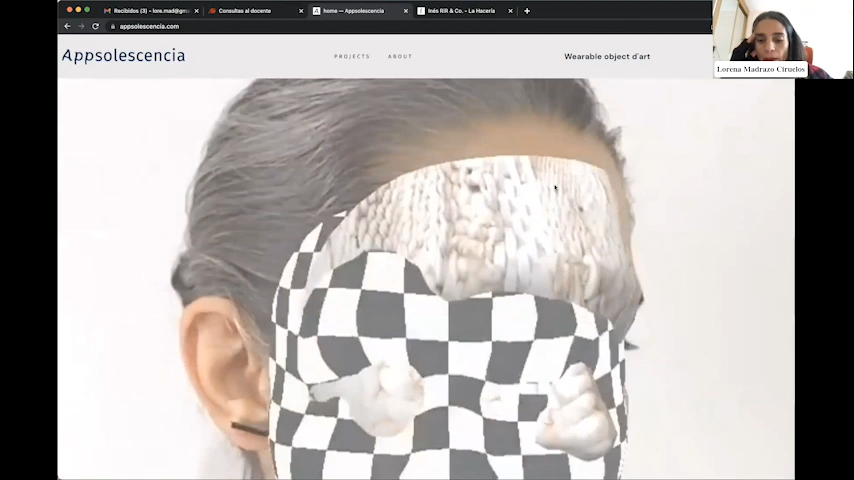 Recibidos (3) - lore.mad@gm
Consultas al docente
home — Appsolescencia
Inés RIR & Co. - La Hacería
appsolescencia.com
Appsolescencia
PROJECTS
ABOUT
Wearable object d'art
Lorena Madrazo Ciruelos